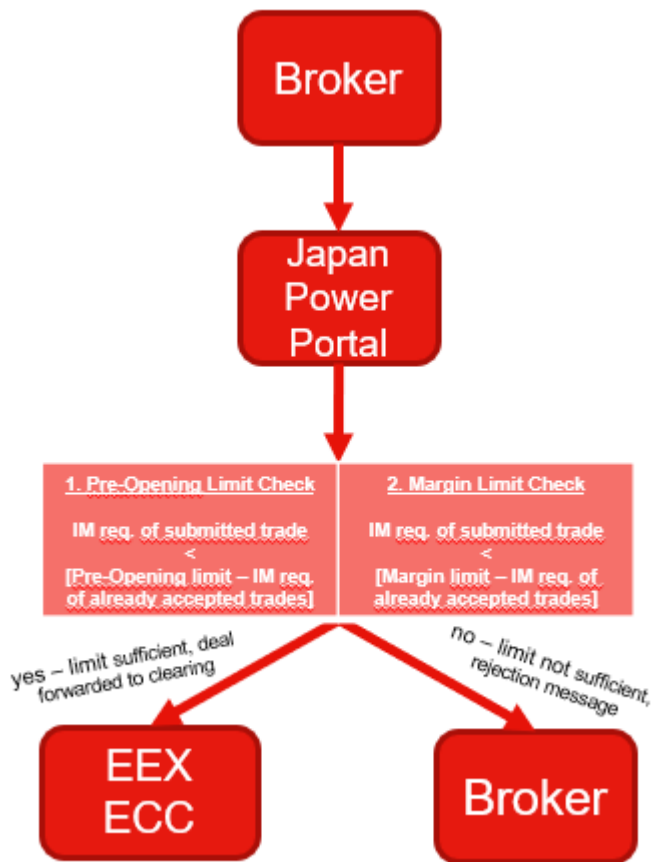 Broker
Japan
Power
Portal
1. Pre-Opening Limit Check
IM req. of submitted trade
<
[Pre-Opening limit – IM req.
of already accepted trades]
2. Margin Limit Check
IM req. of submitted trade
<
[Margin limit – IM req. of
already accepted trades]
yes – limit sufficient, deal
forwarded to clearing
no – limit not sufficient,
rejection message
EEX
ECC
Broker